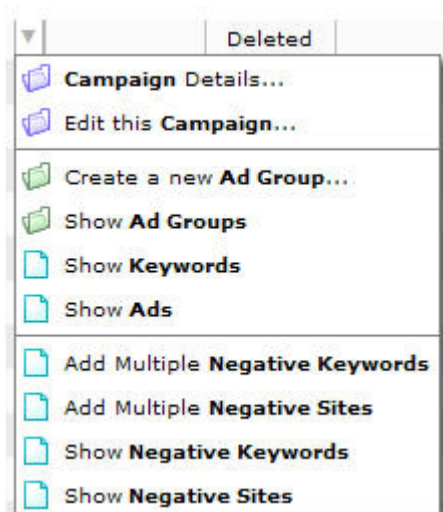 Deleted
Campaign Details...
Edit this Campaign...
Create a new Ad Group...
Show Ad Groups
Show Keywords
Show Ads
Add Multiple Negative Keywords
Add Multiple Negative Sites
Show Negative Keywords
Show Negative Sites